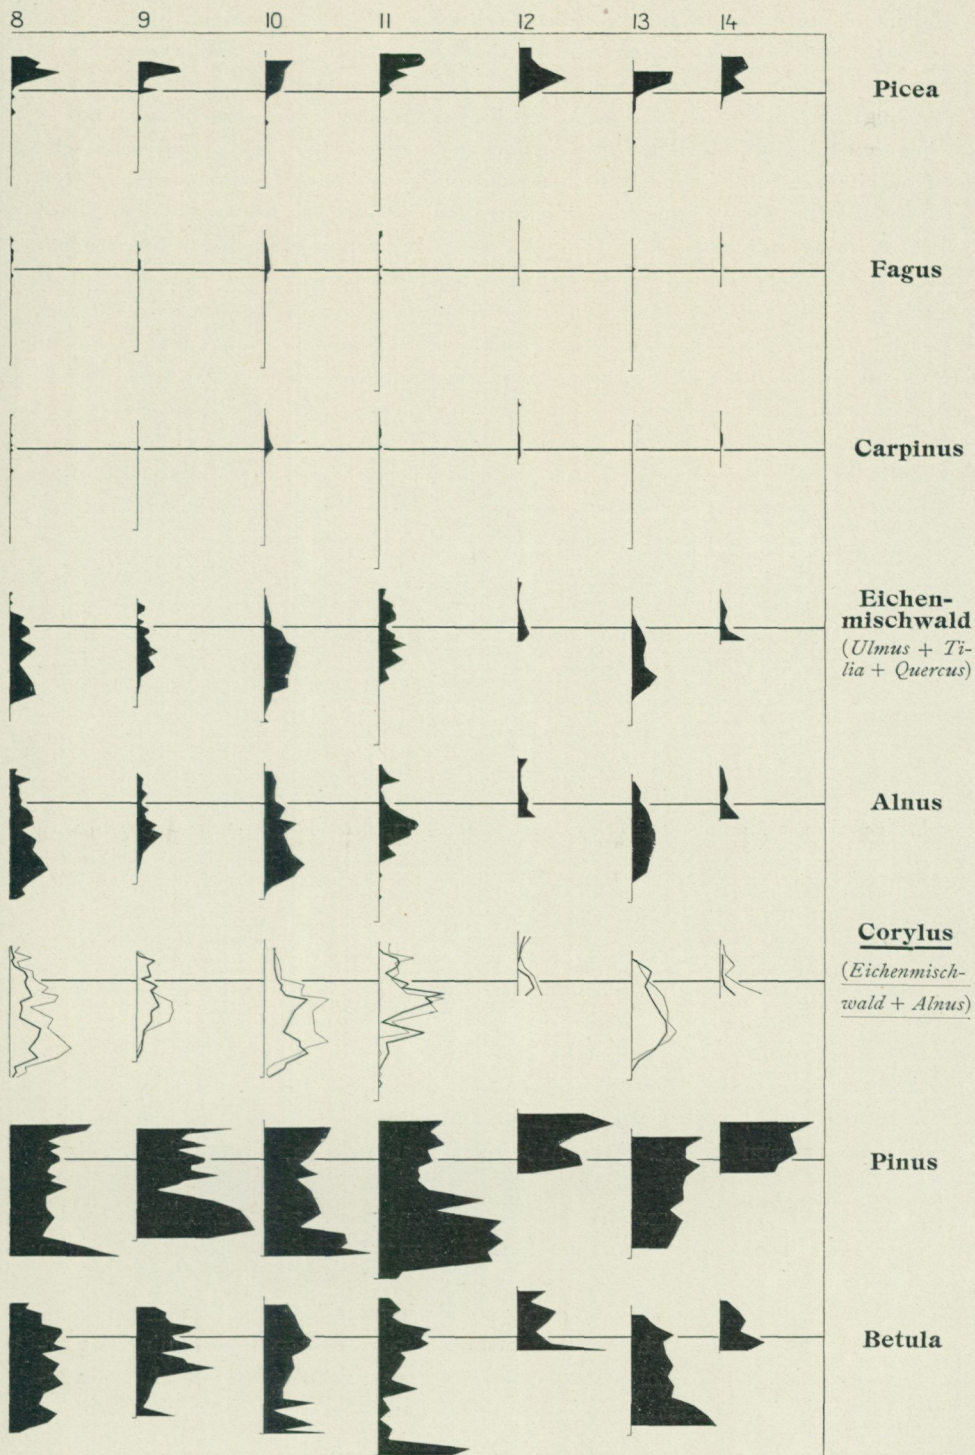 8 9 10 11 12 13 14
Picea
Fagus
Carpinus
Eichen-
mischwald
(Ulmus + Ti-
lia + Quercus)
Alnus
Corylus
(Eichenmisch-
wald + Alnus)
Pinus
Betula